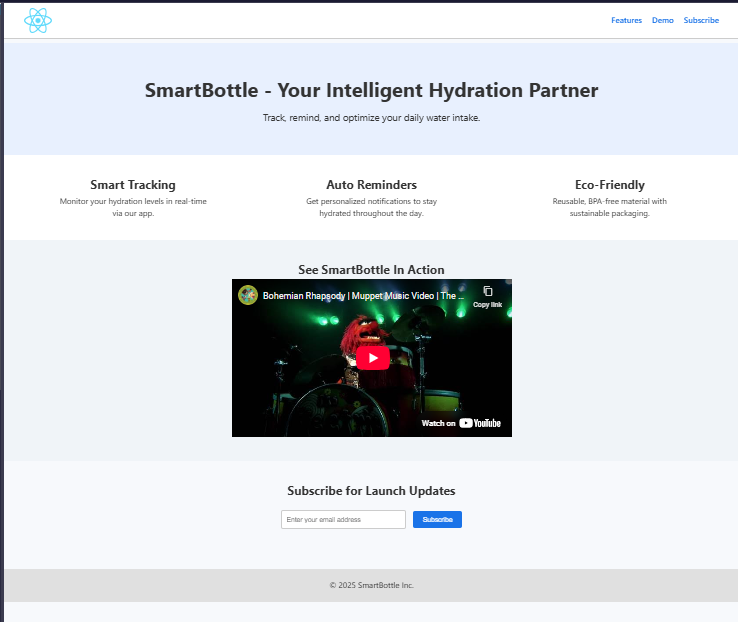 Features Demo Subscribe
SmartBottle - Your Intelligent Hydration Partner
Track, remind, and optimize your daily water intake.
Smart Tracking
Monitor your hydration levels in real-time
via our app.
Auto Reminders
Get personalized notifications to stay
hydrated throughout the day.
Eco-Friendly
Reusable, BPA-free material with
sustainable packaging.
See SmartBottle In Action
Bohemian Rhapsody | Muppet Music Video | The ...
Copy link
Watch on YouTube
Subscribe for Launch Updates
Enter your email address
Subscribe
© 2025 SmartBottle Inc.